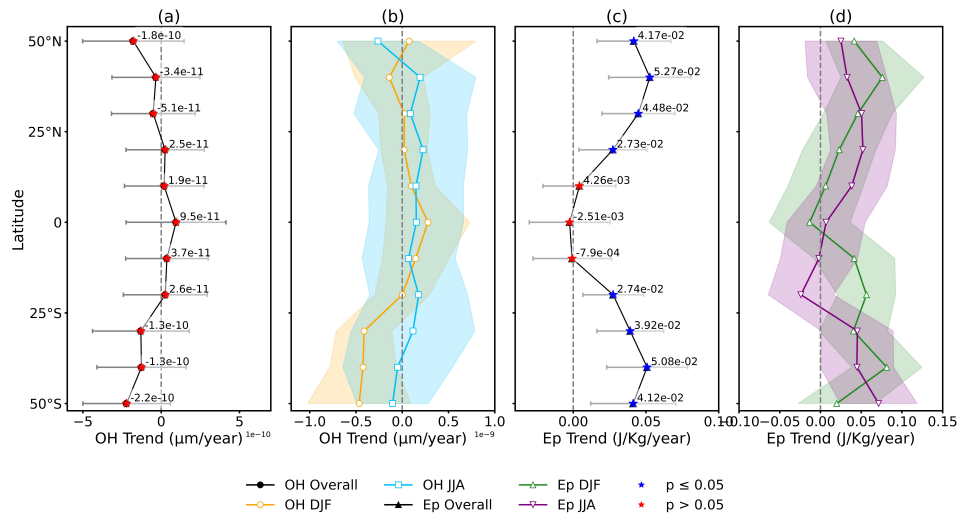 (a) (b) (c) (d)
50°N
-1.8e-10 4.17e-02
-3.4e-11 5.27e-02
-5.1e-11 4.48e-02
25°N
2.5e-11 2.73e-02
1.9e-11 4.26e-03
0
9.5e-11 -2.51e-03
3.7e-11 -7.9e-04
2.6e-11 2.74e-02
25°S
-1.3e-10 3.92e-02
-1.3e-10 5.08e-02
50°S
-2.2e-10 4.12e-02
Latitude
−5 0 5 −1.0 −0.5 0.0 0.5 1.0 0.00 0.05 0.10 −0.10 −0.05 0.00 0.05 0.10 0.15
OH Trend (μm/year) 1e−10 OH Trend (μm/year) 1e−9 Ep Trend (J/Kg/year) Ep Trend (J/Kg/year)
OH Overall OH JJA Ep DJF p ≤ 0.05
OH DJF Ep Overall Ep JJA p > 0.05